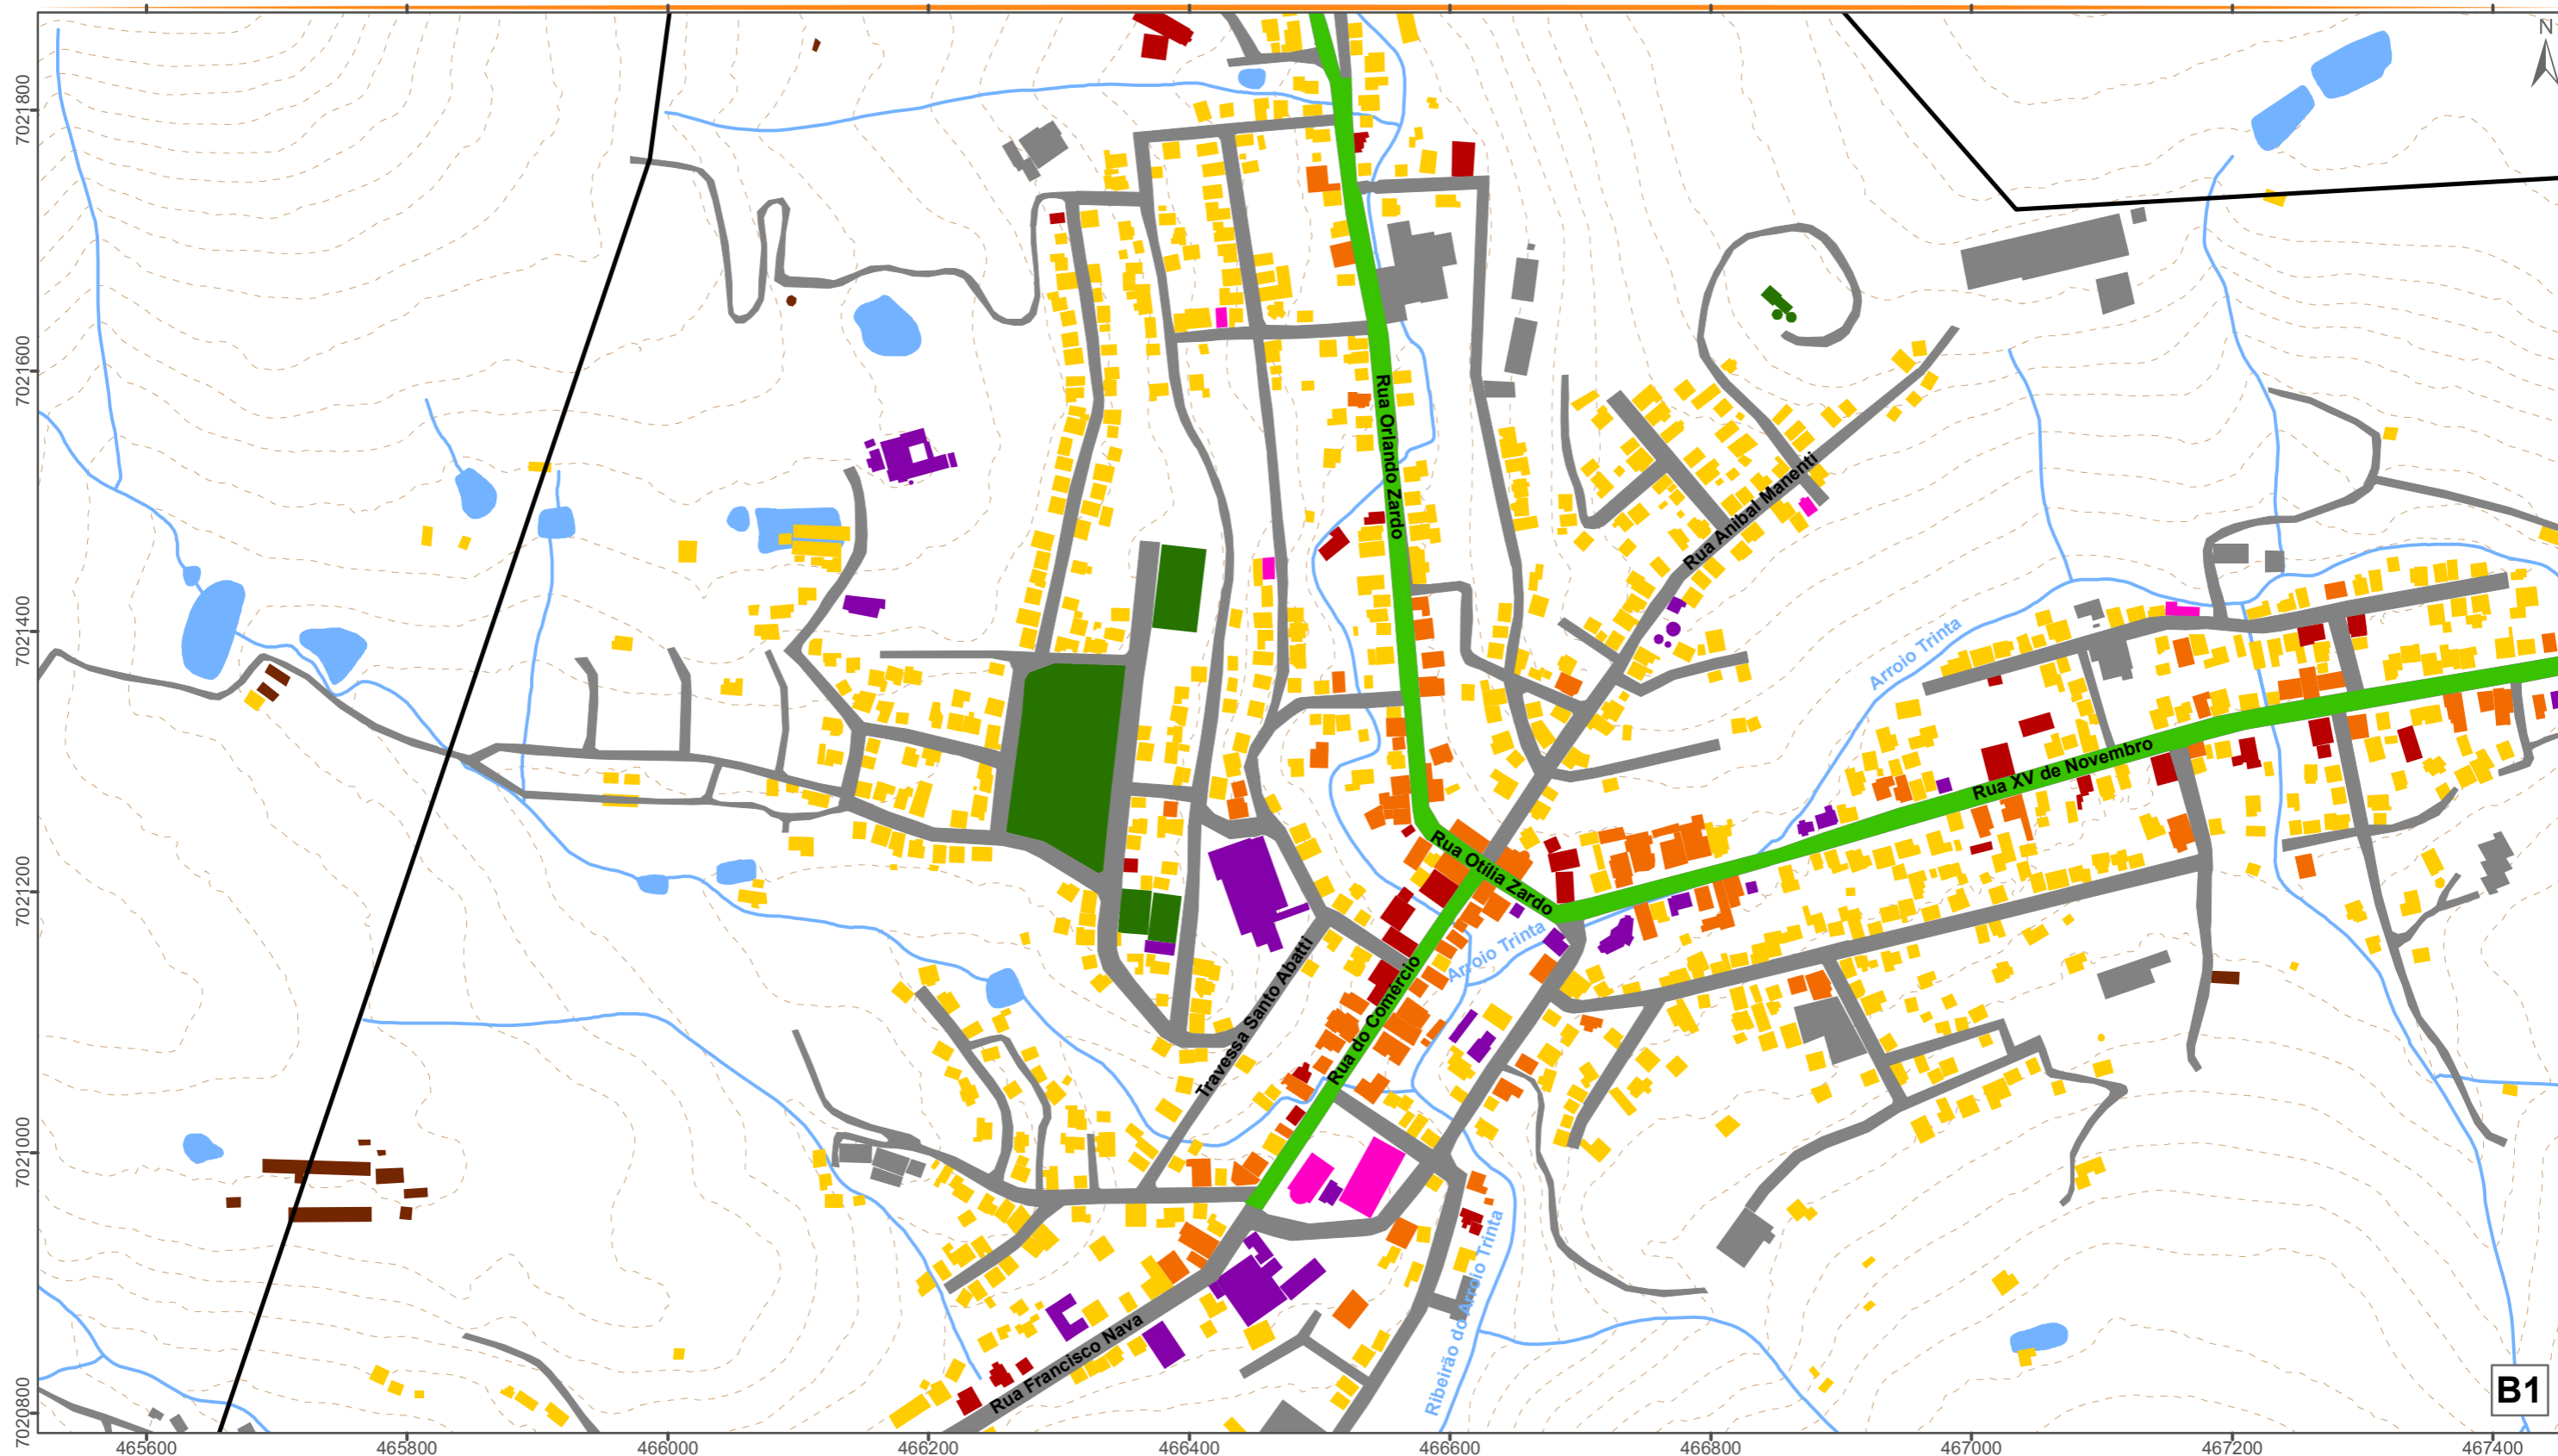 N
7021800
7021600
7021400
7021200
7021000
7020800
Rua Orlando Zardo
Rua Anibal Manenti
Arroio Trinta
Rua XV de Novembro
Rua Otília Zardo
Arroio Trinta
Travessa Santo Abatti
Rua do Comercio
Ribeirão do Arroio Trinta
Rua Francisco Nava
B1
465600 465800 466000 466200 466400 466600 466800 467000 467200 467400